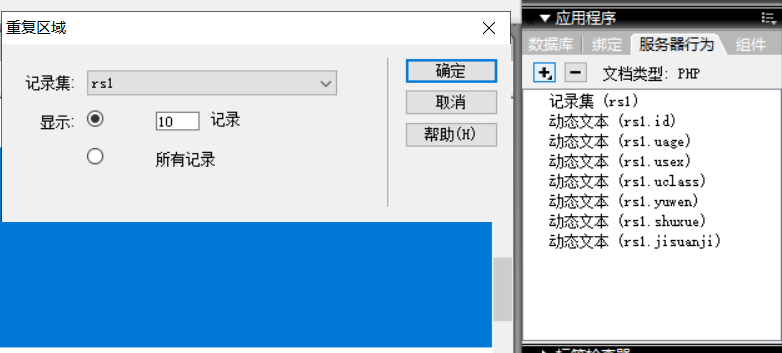 重复区域
记录集: rs1
显示: 10 记录
所有记录
确定
取消
帮助(H)
应用程序
数据库 绑定 服务器行为 组件
文档类型: PHP
记录集 (rs1)
动态文本 (rs1.id)
动态文本 (rs1.uage)
动态文本 (rs1.usex)
动态文本 (rs1.uclass)
动态文本 (rs1.yuwen)
动态文本 (rs1.shuxue)
动态文本 (rs1.jisuanji)